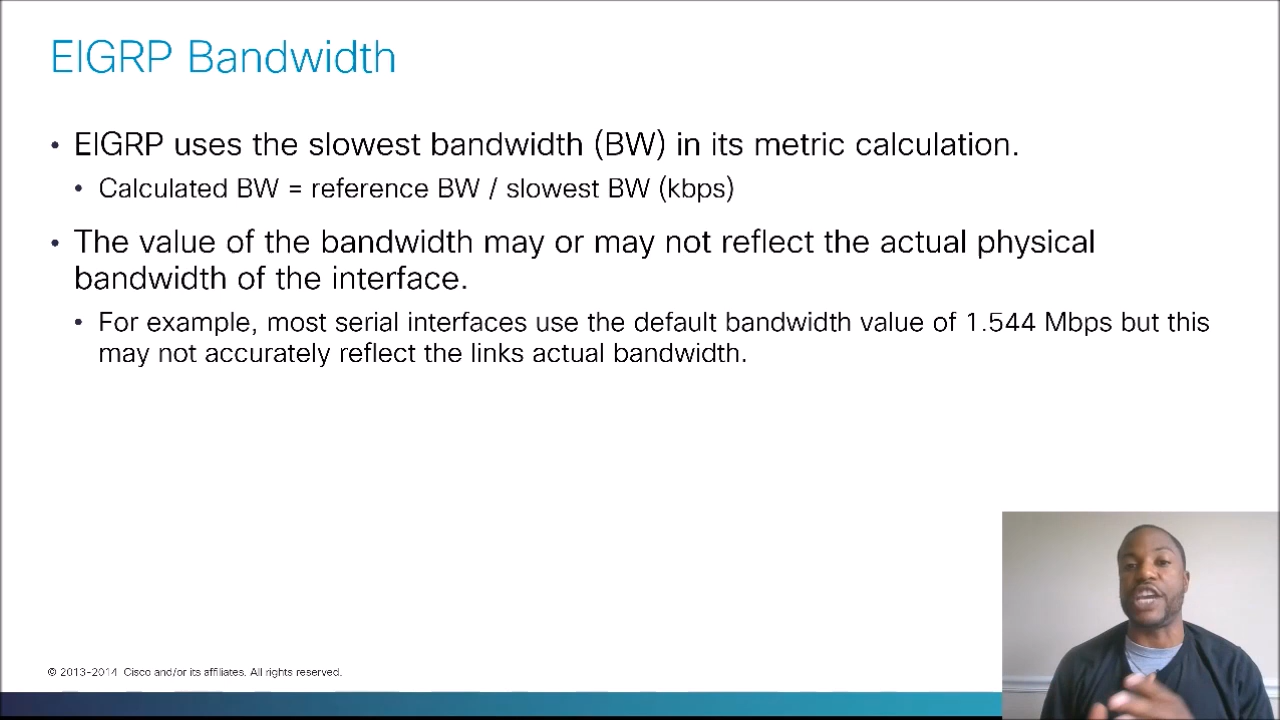 EIGRP Bandwidth
• EIGRP uses the slowest bandwidth (BW) in its metric calculation.
• Calculated BW = reference BW / slowest BW (kbps)
• The value of the bandwidth may or may not reflect the actual physical
bandwidth of the interface.
• For example, most serial interfaces use the default bandwidth value of 1.544 Mbps but this
may not accurately reflect the links actual bandwidth.
© 2013-2014 Cisco and/or its affiliates. All rights reserved.